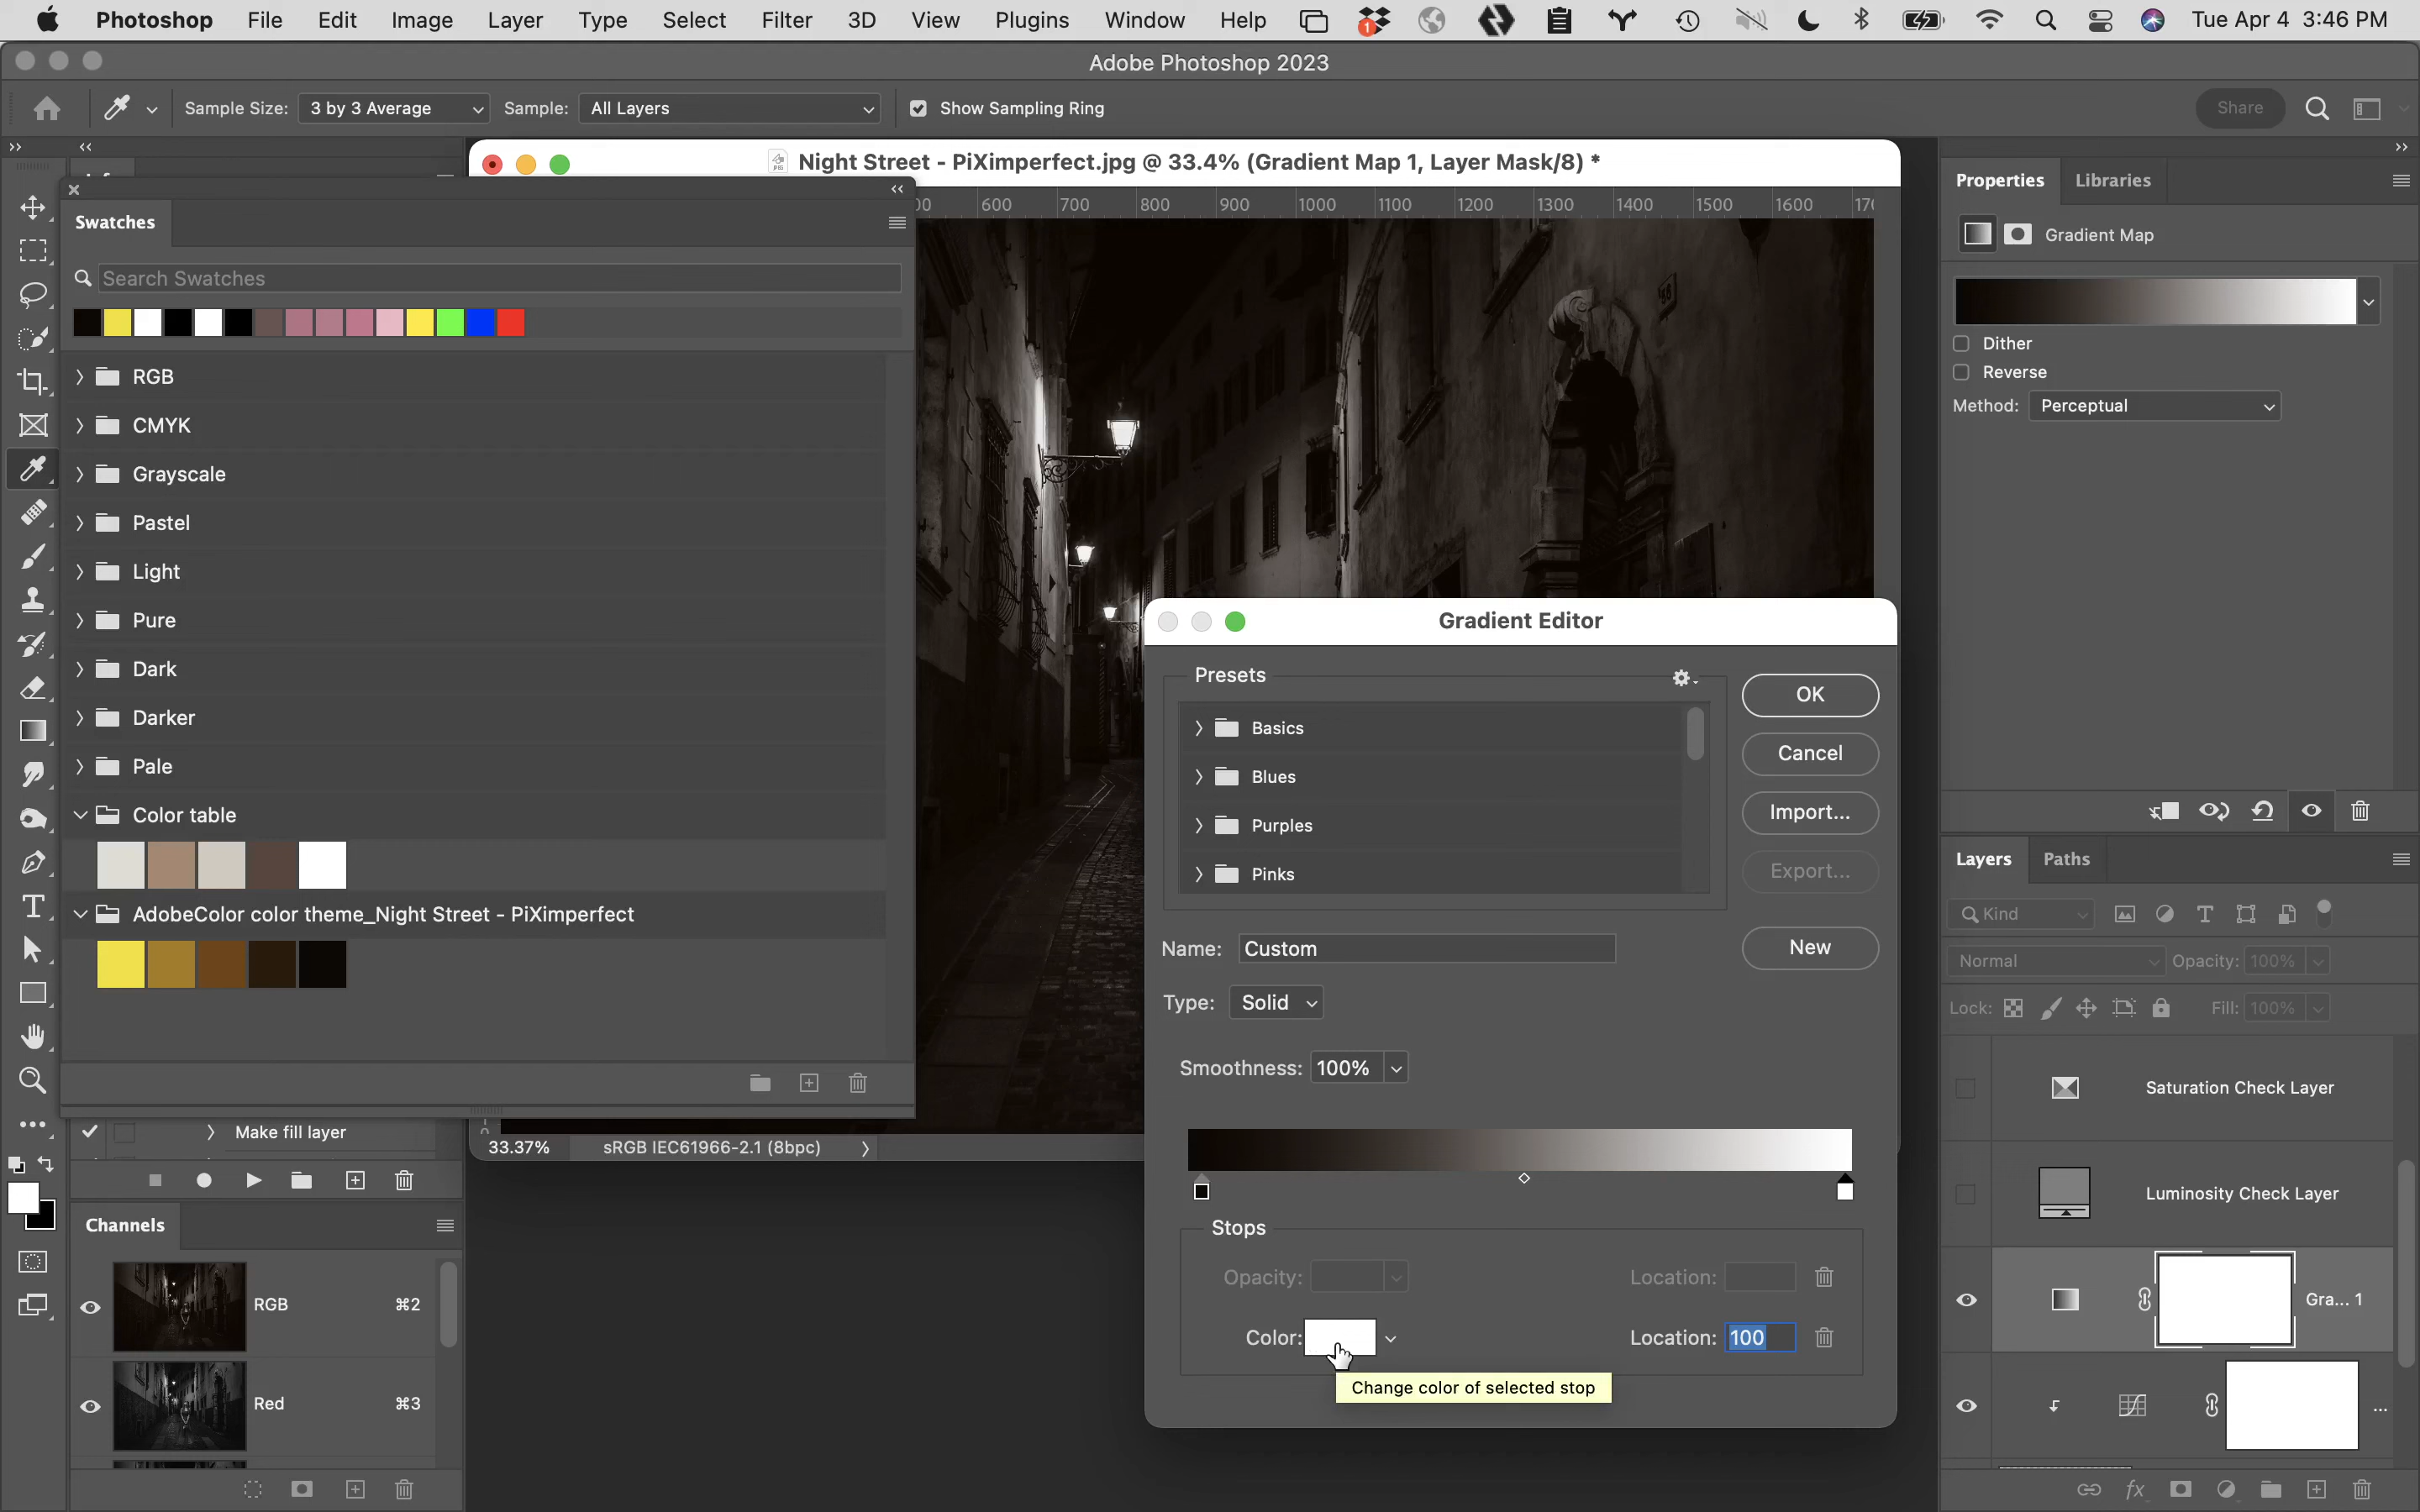 Photoshop File Edit Image Layer Type Select Filter 3D View Plugins Window Help 1 Tue Apr 4 3:46 PM
Adobe Photoshop 2023
Sample Size: 3 by 3 Average Sample: All Layers Show Sampling Ring Share
Night Street - PiXimperfect.jpg @ 33.4% (Gradient Map 1, Layer Mask/8) *
600 700 800 900 1000 1100 1200 1300 1400 1500 1600
Swatches
Search Swatches
RGB
CMYK
Grayscale
Pastel
Light
Pure
Dark
Darker
Pale
Color table
AdobeColor color theme_Night Street - PiXimperfect
Make fill layer
33.37% sRGB IEC61966-2.1 (8bpc)
Channels
RGB ⌘2
Red ⌘3
Gradient Editor
Presets
Basics
Blues
Purples
Pinks
OK
Cancel
Import...
Export...
New
Name: Custom
Type: Solid
Smoothness: 100%
Stops
Opacity: Location:
Color: Location: 100
Change color of selected stop
Properties Libraries
Gradient Map
Dither
Reverse
Method: Perceptual
Layers Paths
Kind
Normal Opacity: 100%
Lock: Fill: 100%
Saturation Check Layer
Luminosity Check Layer
Gra... 1
...